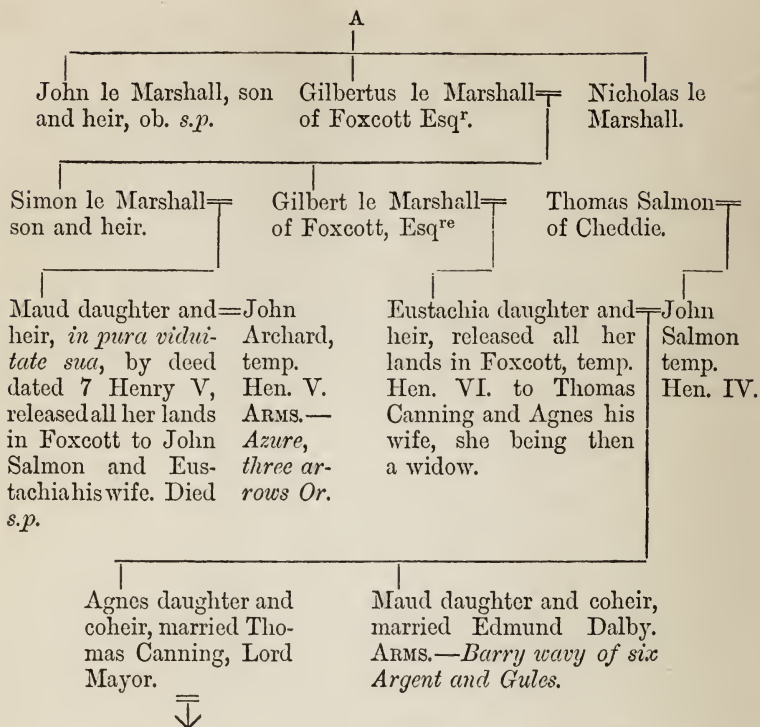 A
John le Marshall, son
and heir, ob. s.p.
Gilbertus le Marshall
of Foxcott Esqʳ.
Nicholas le
Marshall.
Simon le Marshall
son and heir.
Gilbert le Marshall
of Foxcott, Esqʳᵉ
Thomas Salmon
of Cheddie.
Maud daughter and
heir, in pura vidui-
tate sua, by deed
dated 7 Henry V,
released all her lands
in Foxcott to John
Salmon and Eus-
tachia his wife. Died
s.p.
John
Archard,
temp.
Hen. V.
ARMS.—
Azure,
three ar-
rows Or.
Eustachia daughter and
heir, released all her
lands in Foxcott, temp.
Hen. VI. to Thomas
Canning and Agnes his
wife, she being then
a widow.
John
Salmon
temp.
Hen. IV.
Agnes daughter and
coheir, married Tho-
mas Canning, Lord
Mayor.
Maud daughter and coheir,
married Edmund Dalby.
ARMS.—Barry wavy of six
Argent and Gules.